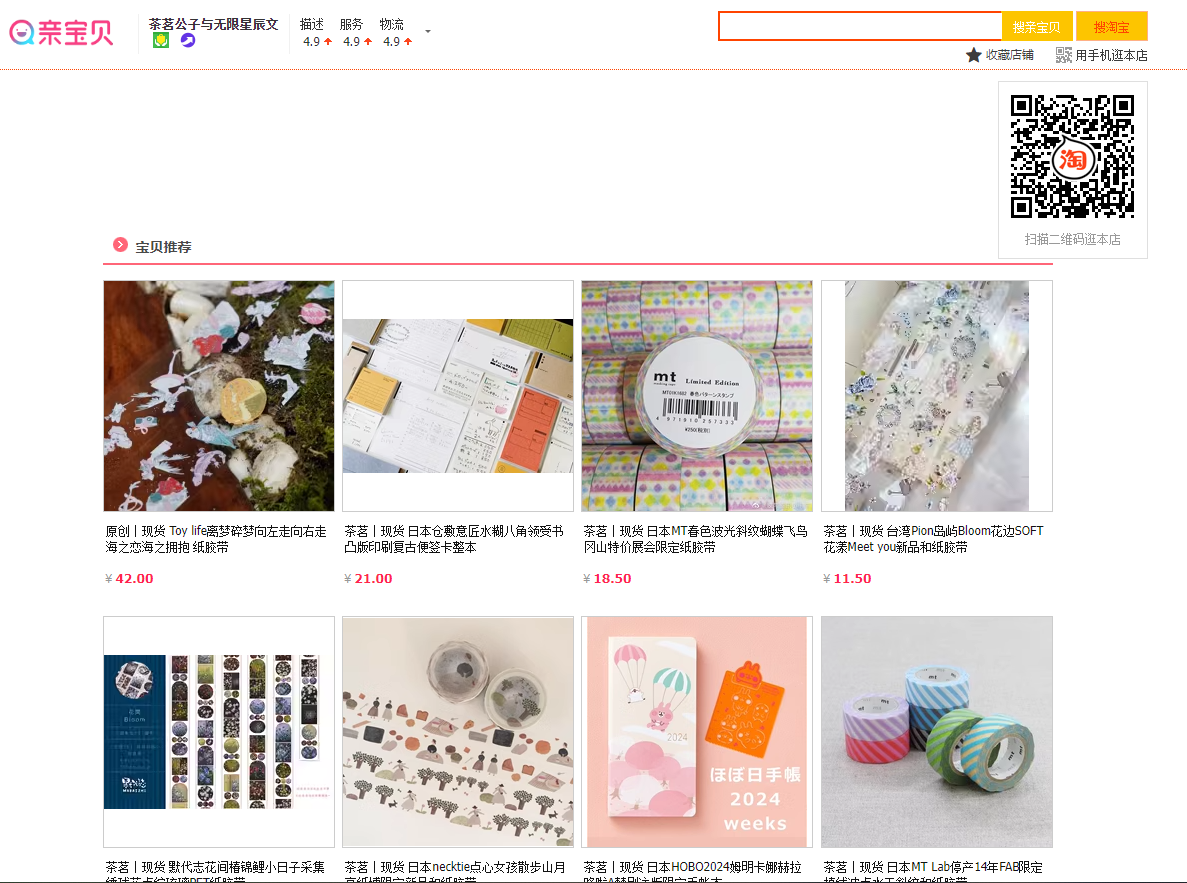 亲宝贝
茶茗公子与无限星辰文
描述 服务 物流
4.9 4.9 4.9
搜亲宝贝
搜淘宝
收藏店铺
用手机逛本店
淘
扫描二维码逛本店
宝贝推荐
mt
Limited Edition
4 971910 257333
原创丨现货 Toy life离梦碎梦向左走向右走
海之恋海之拥抱 纸胶带
¥ 42.00
茶茗丨现货 日本仓敷意匠水糊八角领受书
凸版印刷复古便签卡整本
¥ 21.00
茶茗丨现货 日本MT春色波光斜纹蝴蝶飞鸟
冈山特价展会限定纸胶带
¥ 18.50
茶茗丨现货 台湾Pion岛屿Bloom花边SOFT
花漾Meet you新品和纸胶带
¥ 11.50
Bloom
2024
ほぼ日手帳
2024
weeks
mt
mt
mt
茶茗丨现货 默代志花间椿锦鲤小日子采集
茶茗丨现货 日本necktie点心女孩散步山月
茶茗丨现货 日本HOBO2024姆明卡娜赫拉
茶茗丨现货 日本MT Lab停产14年FAB限定